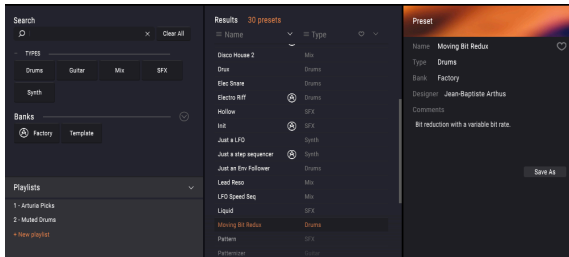 Search
Clear All
TYPES
Drums Guitar Mix SFX
Synth
Banks
Factory Template
Playlists
1 - Arturia Picks
2 - Muted Drums
+ New playlist
Results 30 presets
Name Type
Disco House 2 Mix
Drux Drums
Elec Snare Drums
Electro Riff Drums
Hollow SFX
Init SFX
Just a LFO Synth
Just a step sequencer Synth
Just an Env Follower Drums
Lead Reso Mix
LFO Speed Seq Mix
Liquid SFX
Moving Bit Redux Drums
Pattern SFX
Patternizer Guitar
Preset
Name Moving Bit Redux
Type Drums
Bank Factory
Designer Jean-Baptiste Arthus
Comments
Bit reduction with a variable bit rate.
Save As